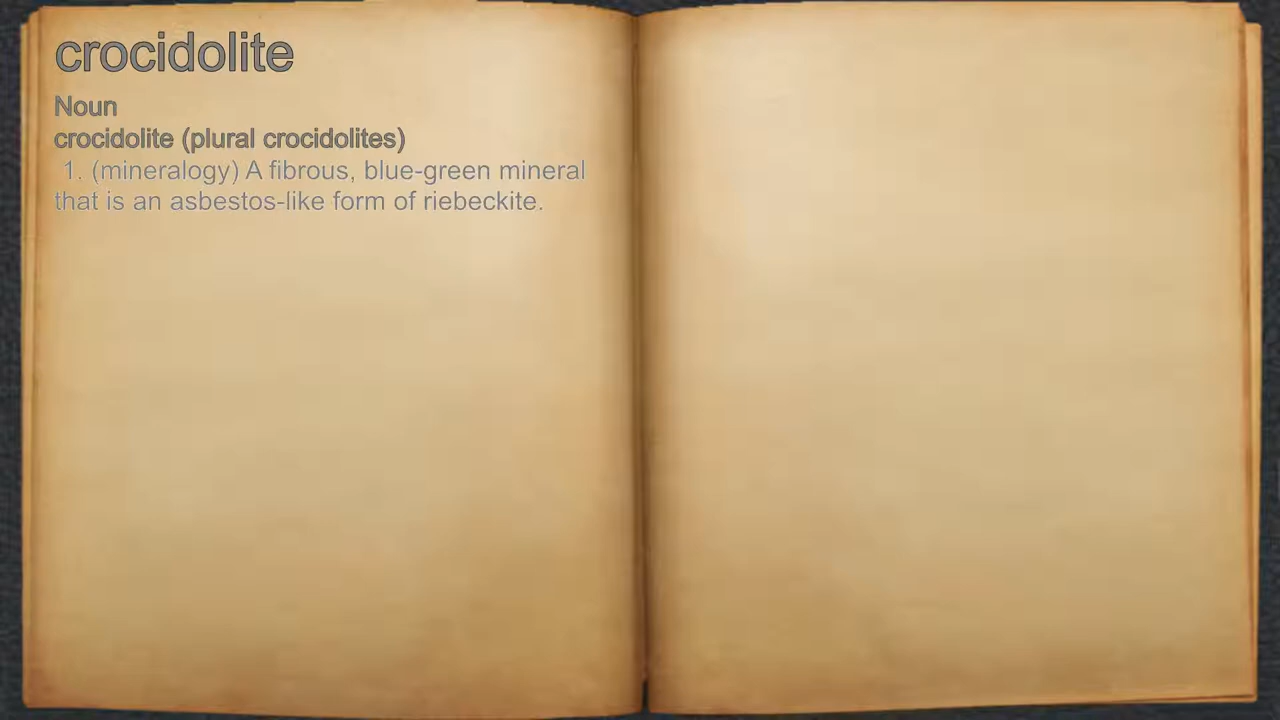 crocidolite
Noun
crocidolite (plural crocidolites)
1. (mineralogy) A fibrous, blue-green mineral
that is an asbestos-like form of riebeckite.